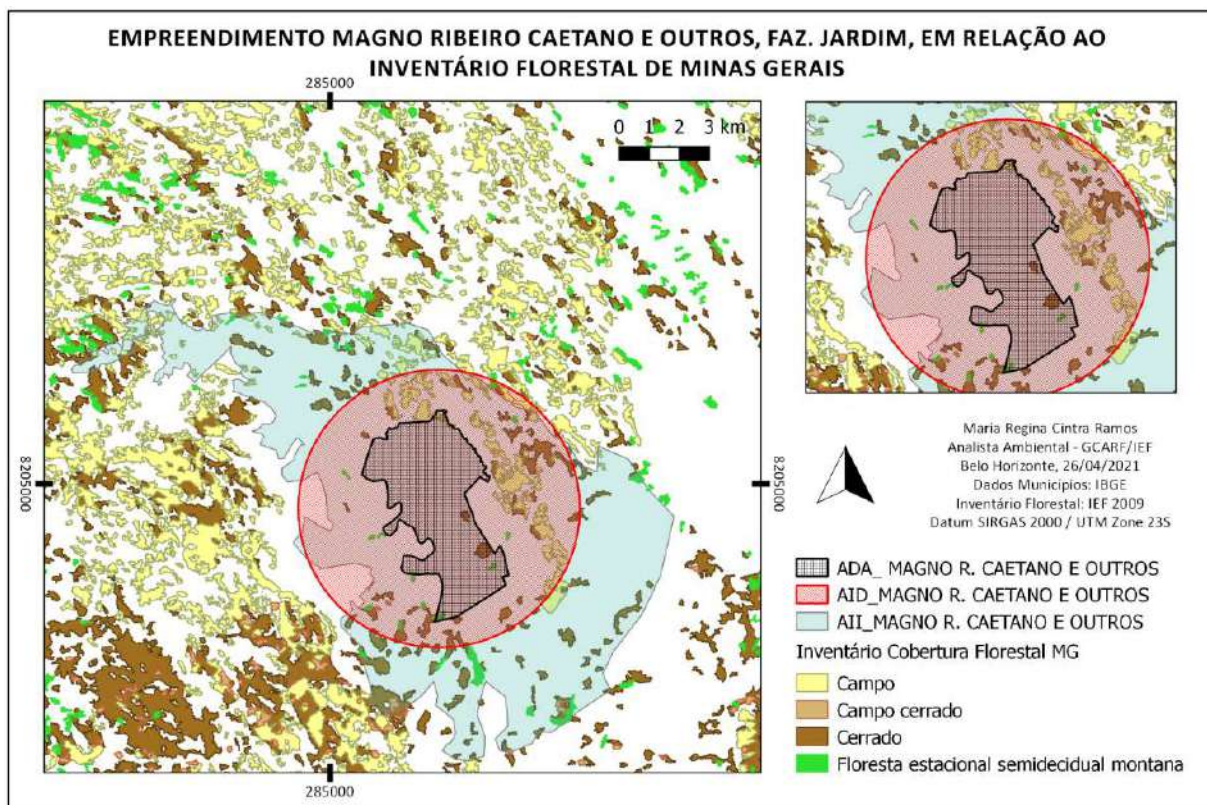 EMPREENDIMENTO MAGNO RIBEIRO CAETANO E OUTROS, FAZ. JARDIM, EM RELAÇÃO AO
INVENTÁRIO FLORESTAL DE MINAS GERAIS
285000
0 1 2 3 km
8205000
8205000
285000
Maria Regina Cintra Ramos
Analista Ambiental - GCARF/IEF
Belo Horizonte, 26/04/2021
Dados Municipios: IBGE
Inventário Florestal: IEF 2009
Datum SIRGAS 2000 / UTM Zone 23S
ADA_ MAGNO R. CAETANO E OUTROS
AID_MAGNO R. CAETANO E OUTROS
AII_MAGNO R. CAETANO E OUTROS
Inventário Cobertura Florestal MG
Campo
Campo cerrado
Cerrado
Floresta estacional semidecidual montana